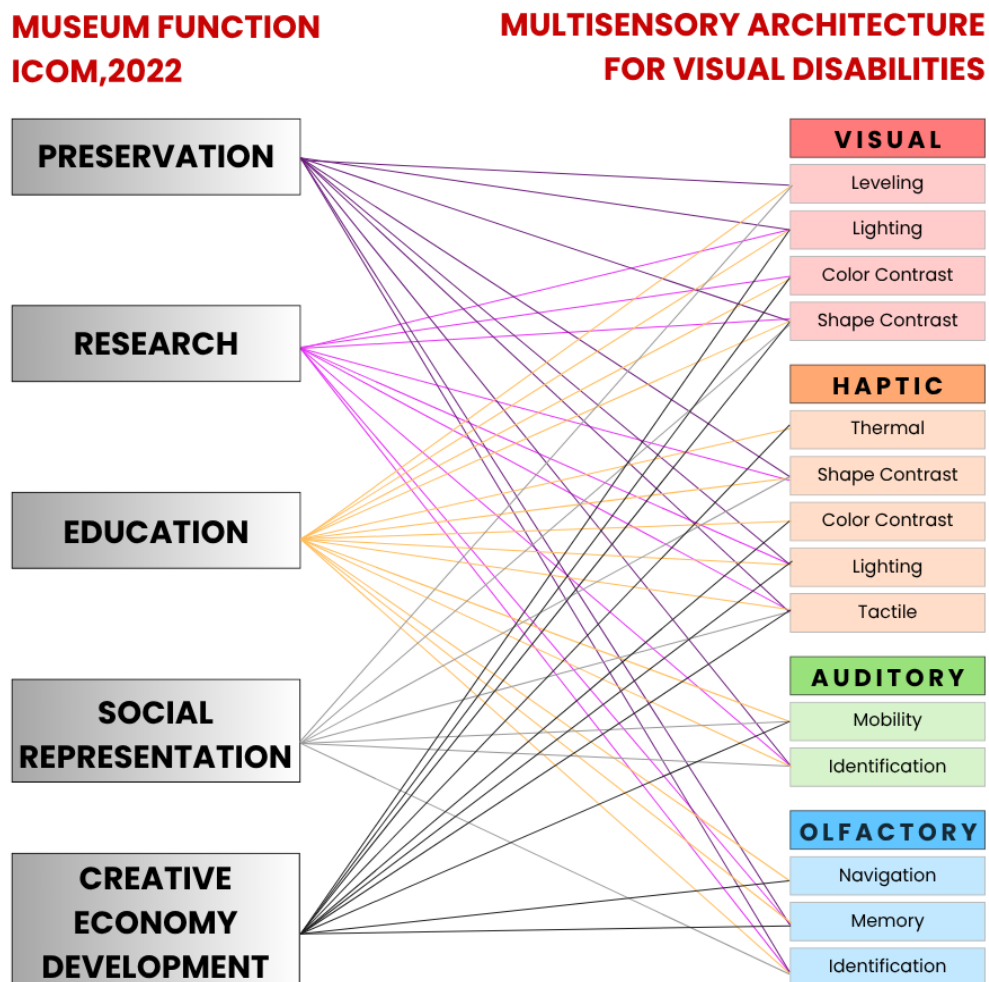 MUSEUM FUNCTION
ICOM,2022
MULTISENSORY ARCHITECTURE
FOR VISUAL DISABILITIES
PRESERVATION
RESEARCH
EDUCATION
SOCIAL
REPRESENTATION
CREATIVE
ECONOMY
DEVELOPMENT
VISUAL
Leveling
Lighting
Color Contrast
Shape Contrast
HAPTIC
Thermal
Shape Contrast
Color Contrast
Lighting
Tactile
AUDITORY
Mobility
Identification
OLFACTORY
Navigation
Memory
Identification